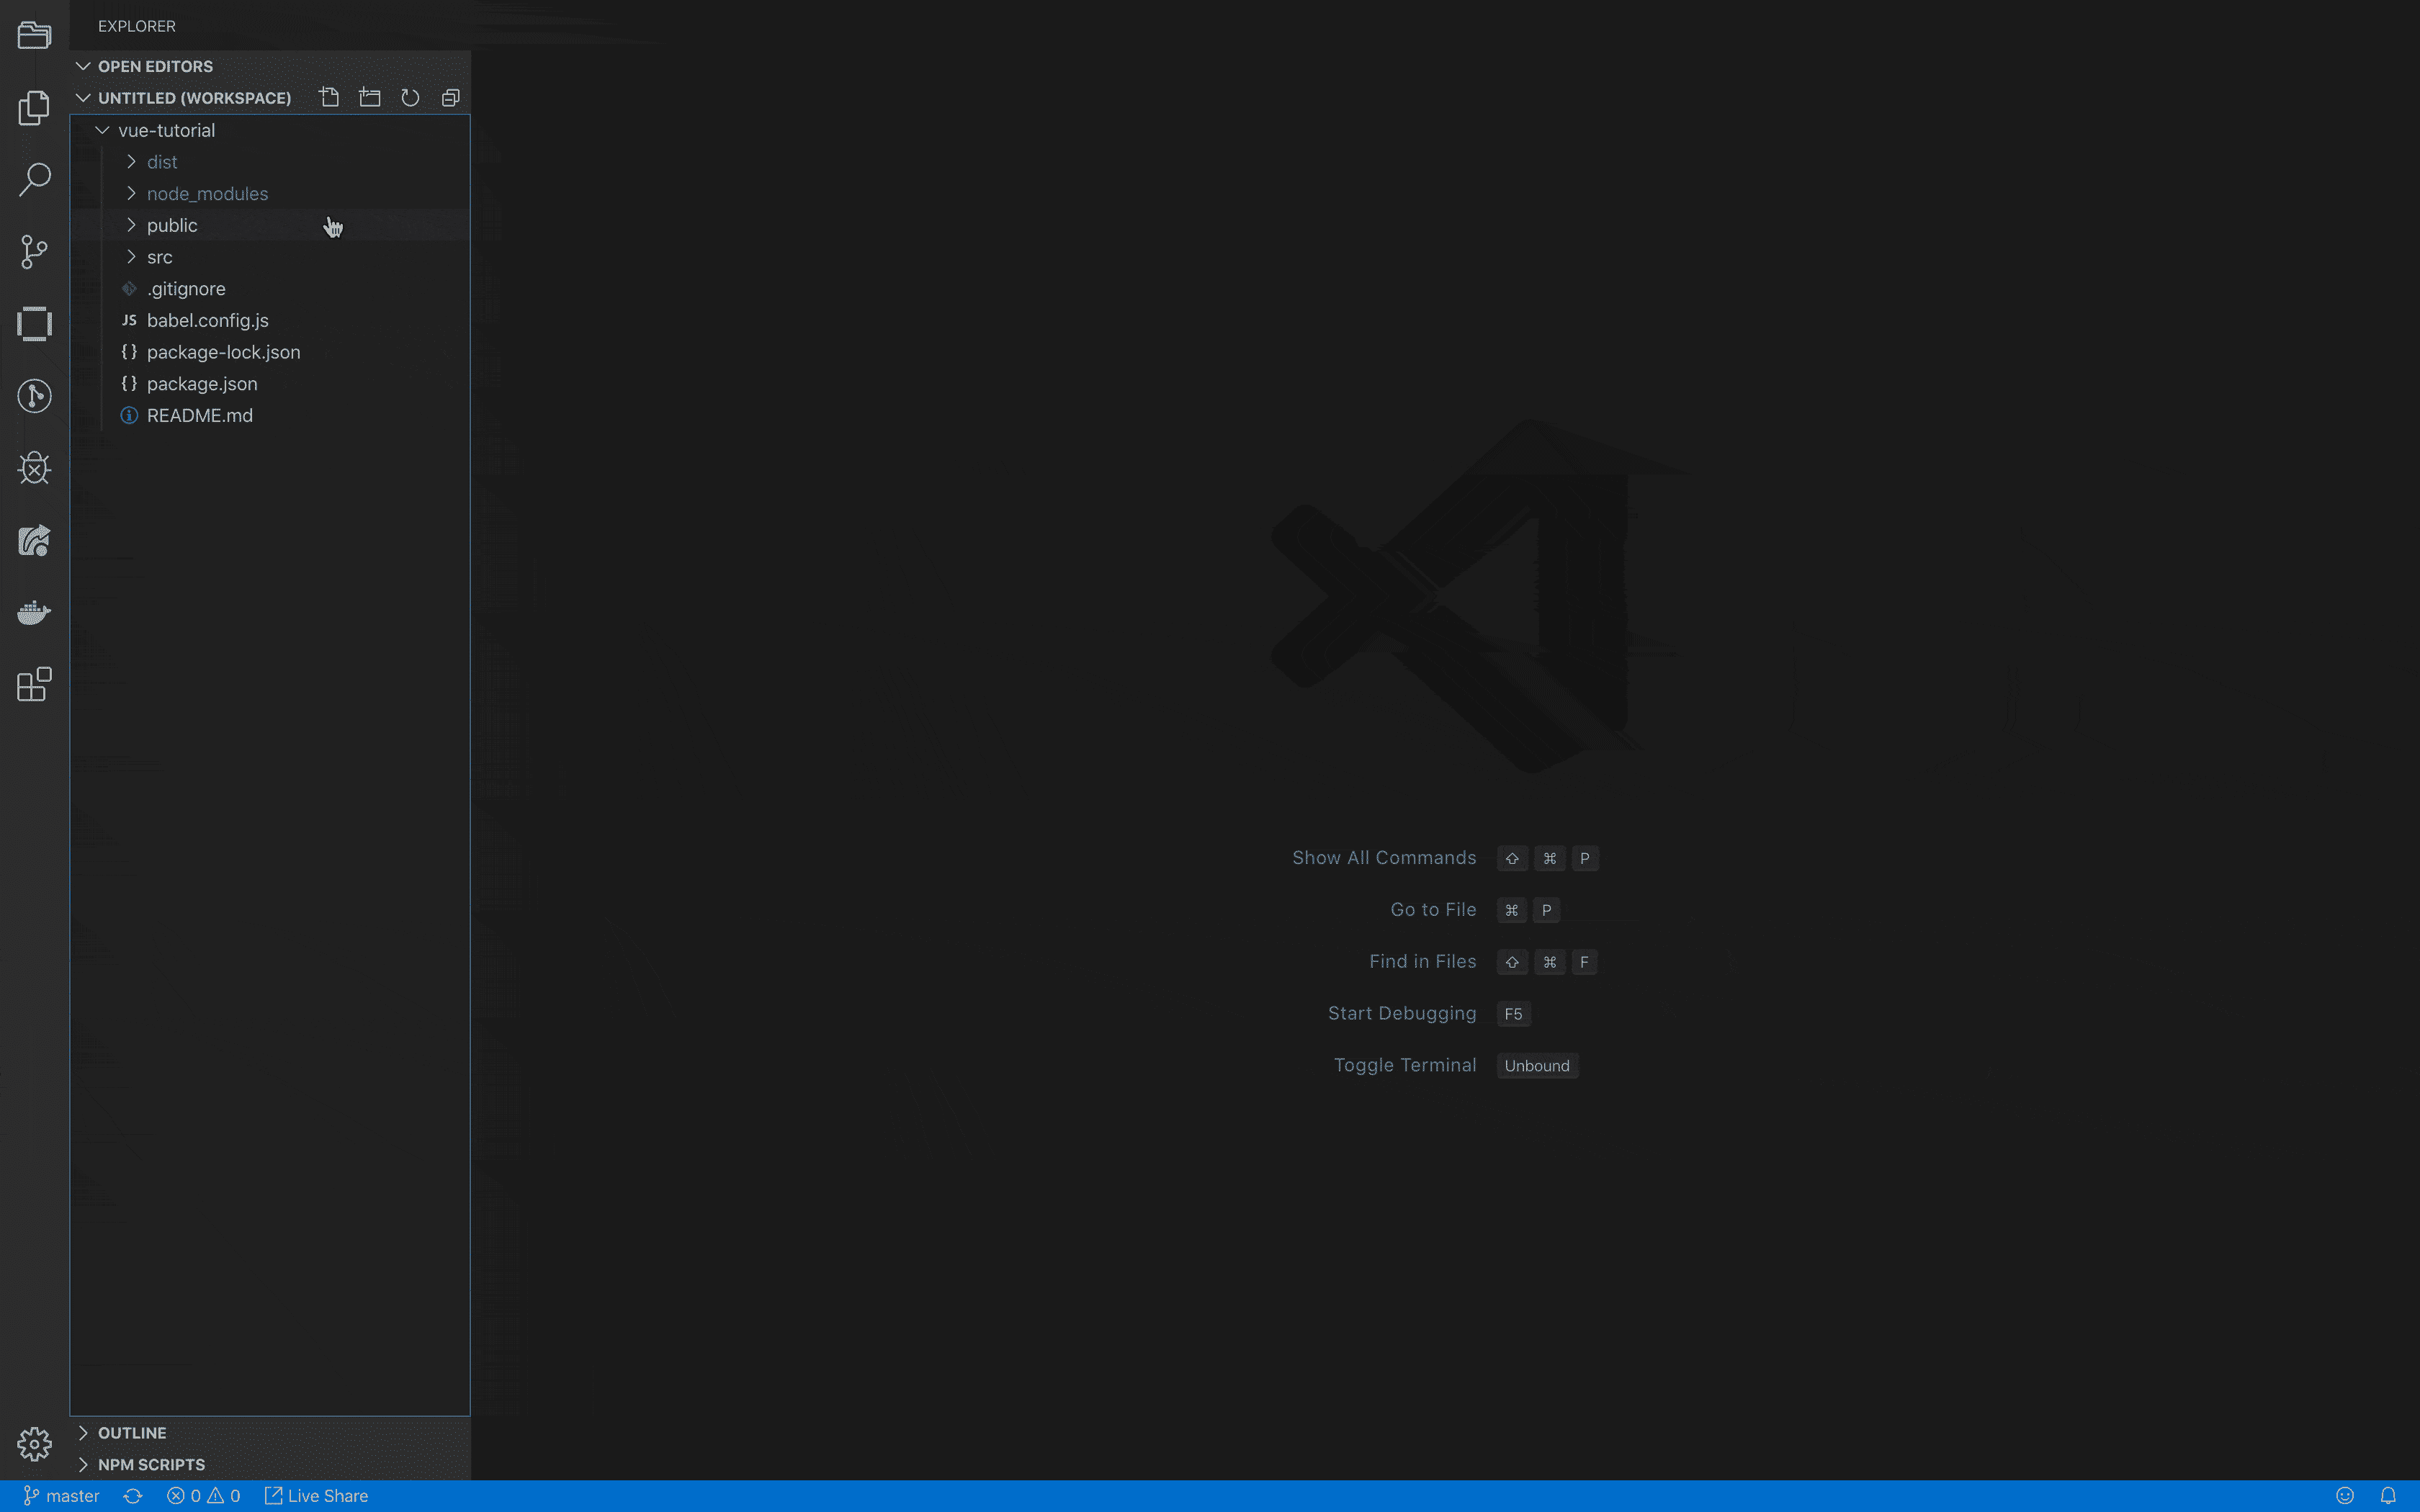 EXPLORER
OPEN EDITORS
UNTITLED (WORKSPACE)
vue-tutorial
dist
node_modules
public
src
.gitignore
JS babel.config.js
{} package-lock.json
{} package.json
README.md
Show All Commands ⇧ ⌘ P
Go to File ⌘ P
Find in Files ⇧ ⌘ F
Start Debugging F5
Toggle Terminal Unbound
OUTLINE
NPM SCRIPTS
master 0 0 Live Share